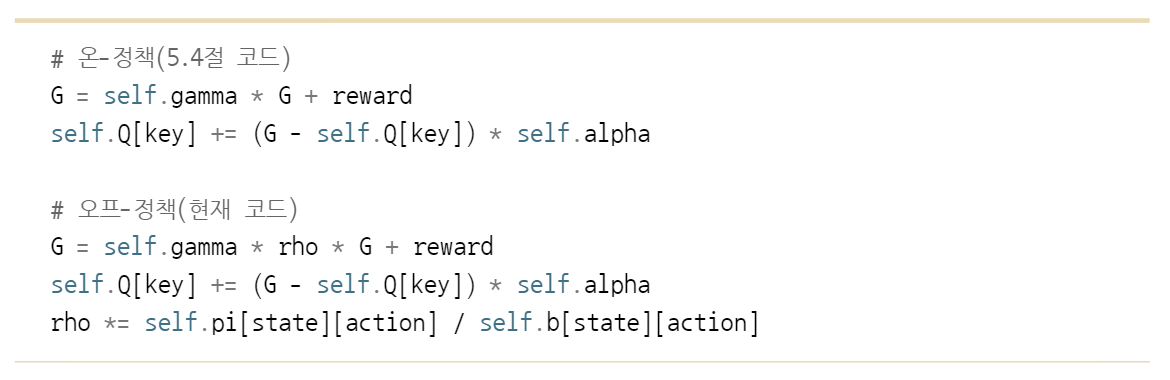 # 온-정책(5.4절 코드)
G = self.gamma * G + reward
self.Q[key] += (G - self.Q[key]) * self.alpha
# 오프-정책(현재 코드)
G = self.gamma * rho * G + reward
self.Q[key] += (G - self.Q[key]) * self.alpha
rho *= self.pi[state][action] / self.b[state][action]